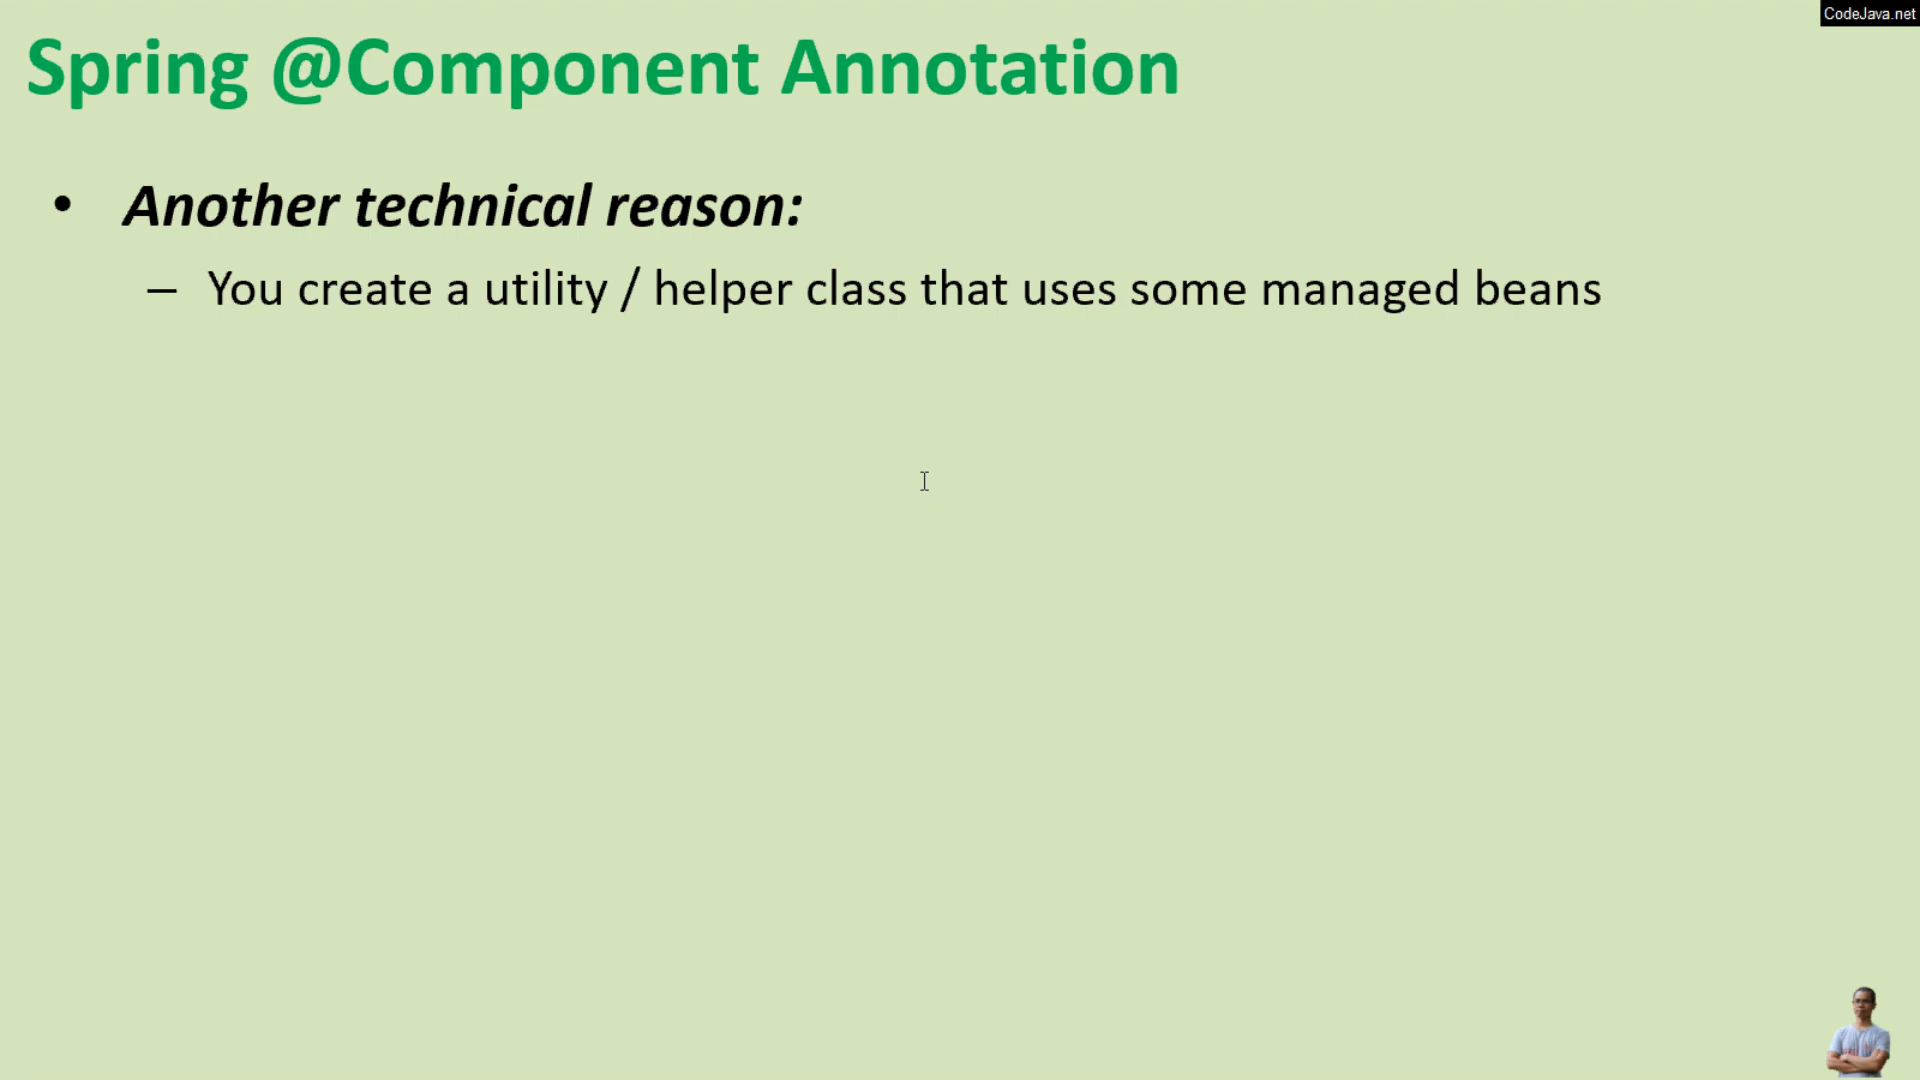 CodeJava.net
Spring @Component Annotation
• Another technical reason:
– You create a utility / helper class that uses some managed beans